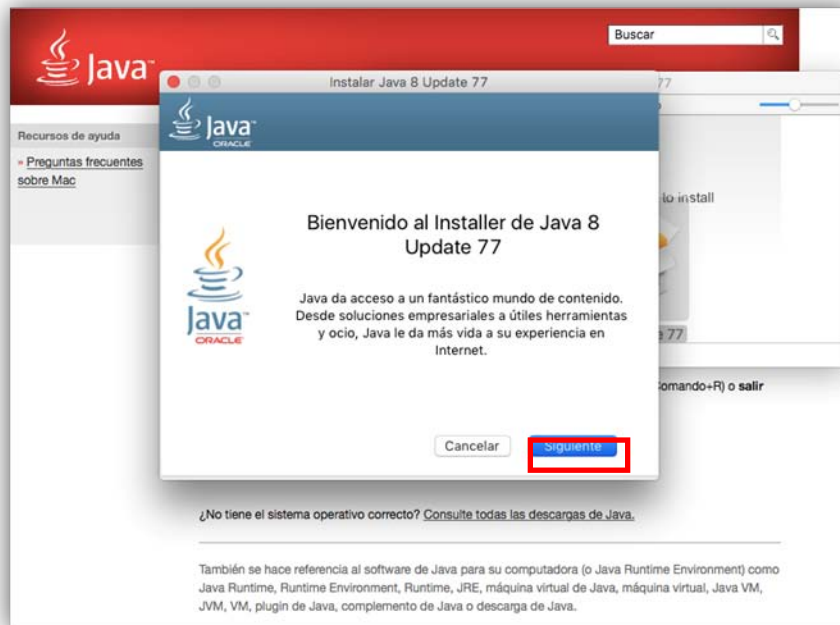 Java™
Buscar
Instalar Java 8 Update 77
77
Java™
ORACLE
Recursos de ayuda
» Preguntas frecuentes
sobre Mac
to install
Bienvenido al Installer de Java 8
Update 77
Java™
ORACLE
Java da acceso a un fantástico mundo de contenido.
Desde soluciones empresariales a útiles herramientas
y ocio, Java le da más vida a su experiencia en
Internet.
77
Comando+R) o salir
Cancelar
Siguiente
¿No tiene el sistema operativo correcto? Consulte todas las descargas de Java.
También se hace referencia al software de Java para su computadora (o Java Runtime Environment) como
Java Runtime, Runtime Environment, Runtime, JRE, máquina virtual de Java, máquina virtual, Java VM,
JVM, VM, plugin de Java, complemento de Java o descarga de Java.